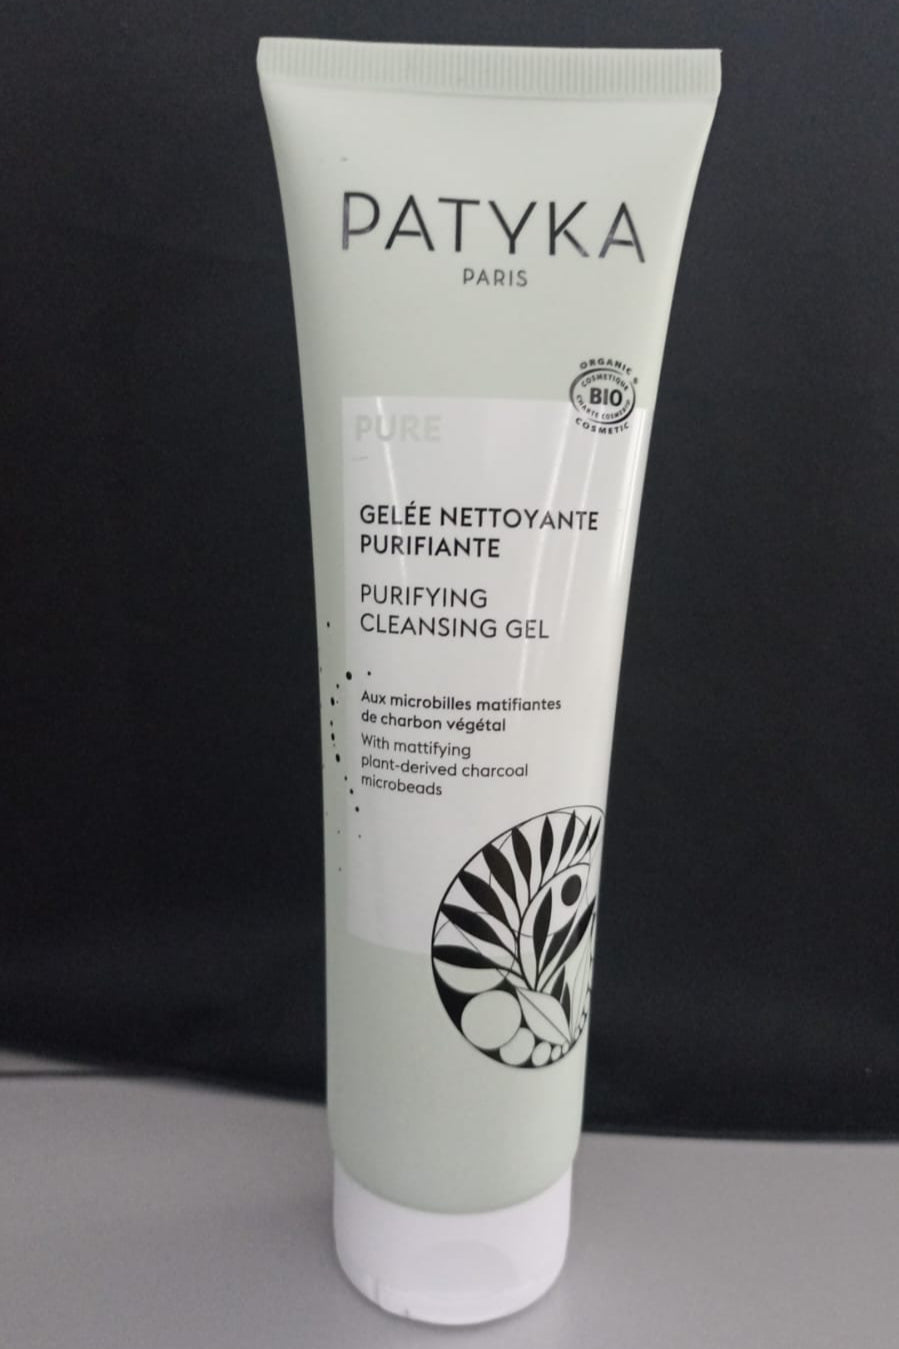 PATYKA
PARIS
ORGANIC
COSMETIQUE
BIO
CHARTE COSMEBIO
COSMETIC
PURE
GELÉE NETTOYANTE
PURIFIANTE
PURIFYING
CLEANSING GEL
Aux microbilles matifiantes
de charbon végétal
With mattifying
plant-derived charcoal
microbeads